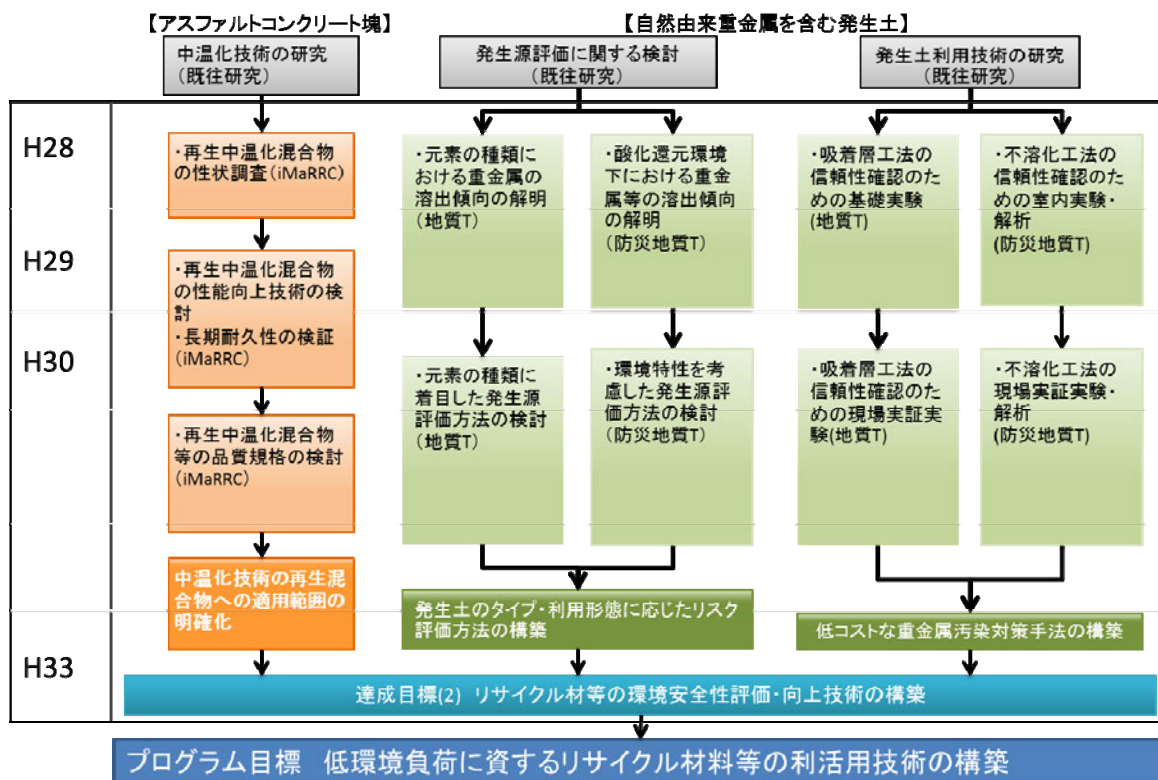 【アスファルトコンクリート塊】
【自然由来重金属を含む発生土】
中温化技術の研究
（既往研究）
発生源評価に関する検討
（既往研究）
発生土利用技術の研究
（既往研究）
H28
H29
H30
H33
・再生中温化混合物
の性状調査(iMaRRC)
・再生中温化混合物
の性能向上技術の検
討
・長期耐久性の検証
(iMaRRC)
・再生中温化混合物
等の品質規格の検討
(iMaRRC)
中温化技術の再生混
合物への適用範囲の
明確化
・元素の種類に
おける重金属の
溶出傾向の解明
（地質T）
・元素の種類に
着目した発生源
評価方法の検討
（地質T）
・酸化還元環境
下における重金
属等の溶出傾向
の解明
（防災地質T）
・環境特性を考
慮した発生源評
価方法の検討
（防災地質T）
発生土のタイプ・利用形態に応じたリスク
評価方法の構築
・吸着層工法の
信頼性確認のた
めの基礎実験
(地質T)
・吸着層工法の
信頼性確認のた
めの現場実証実
験(地質T)
・不溶化工法の
信頼性確認のた
めの室内実験・
解析
(防災地質T)
・不溶化工法の
現場実証実験・
解析
(防災地質T)
低コストな重金属汚染対策手法の構築
達成目標(2) リサイクル材等の環境安全性評価・向上技術の構築
プログラム目標 低環境負荷に資するリサイクル材料等の利活用技術の構築